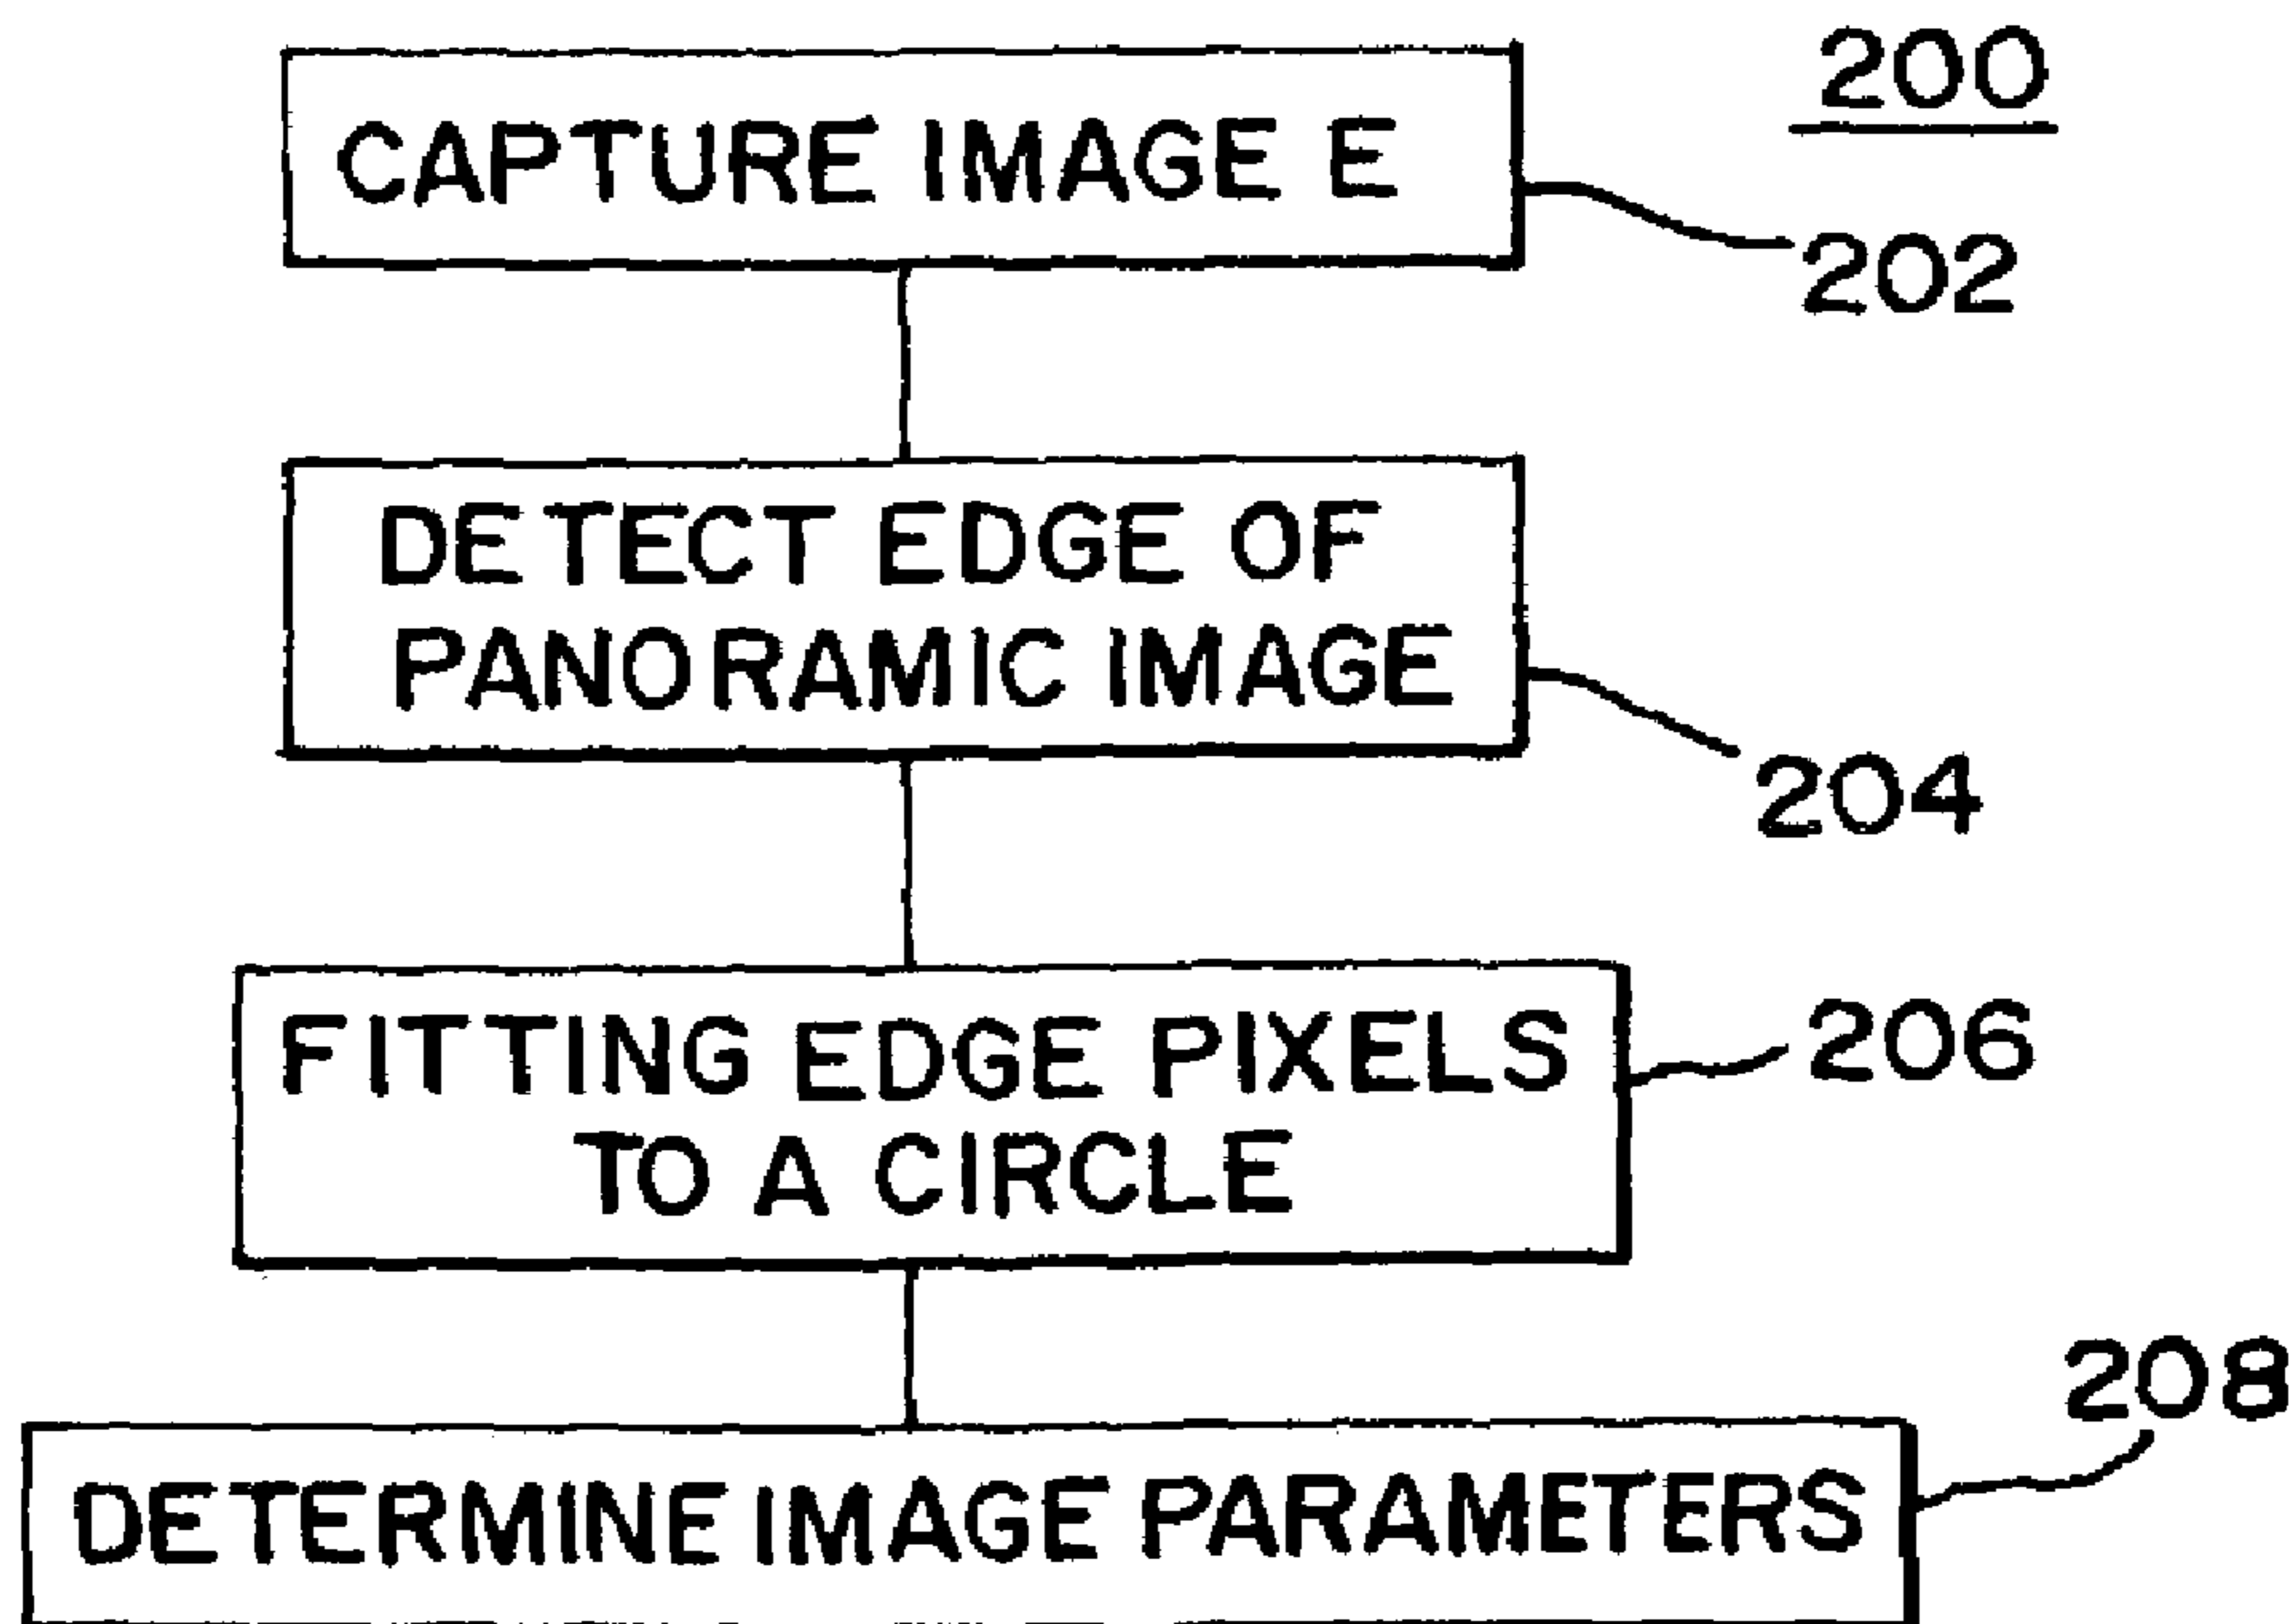 200
CAPTURE IMAGE E
202
DETECT EDGE OF
PANORAMIC IMAGE
204
FITTING EDGE PIXELS
TO A CIRCLE
206
208
DETERMINE IMAGE PARAMETERS